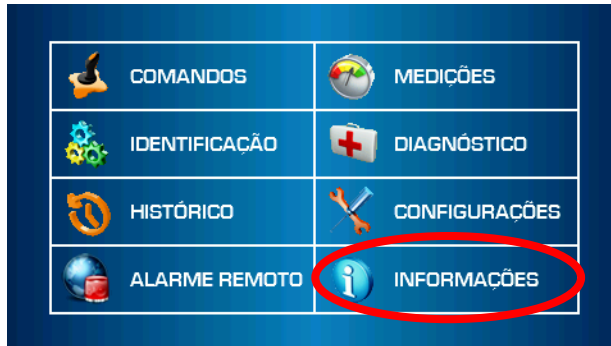 COMANDOS
MEDIÇÕES
IDENTIFICAÇÃO
DIAGNÓSTICO
HISTÓRICO
CONFIGURAÇÕES
ALARME REMOTO
INFORMAÇÕES